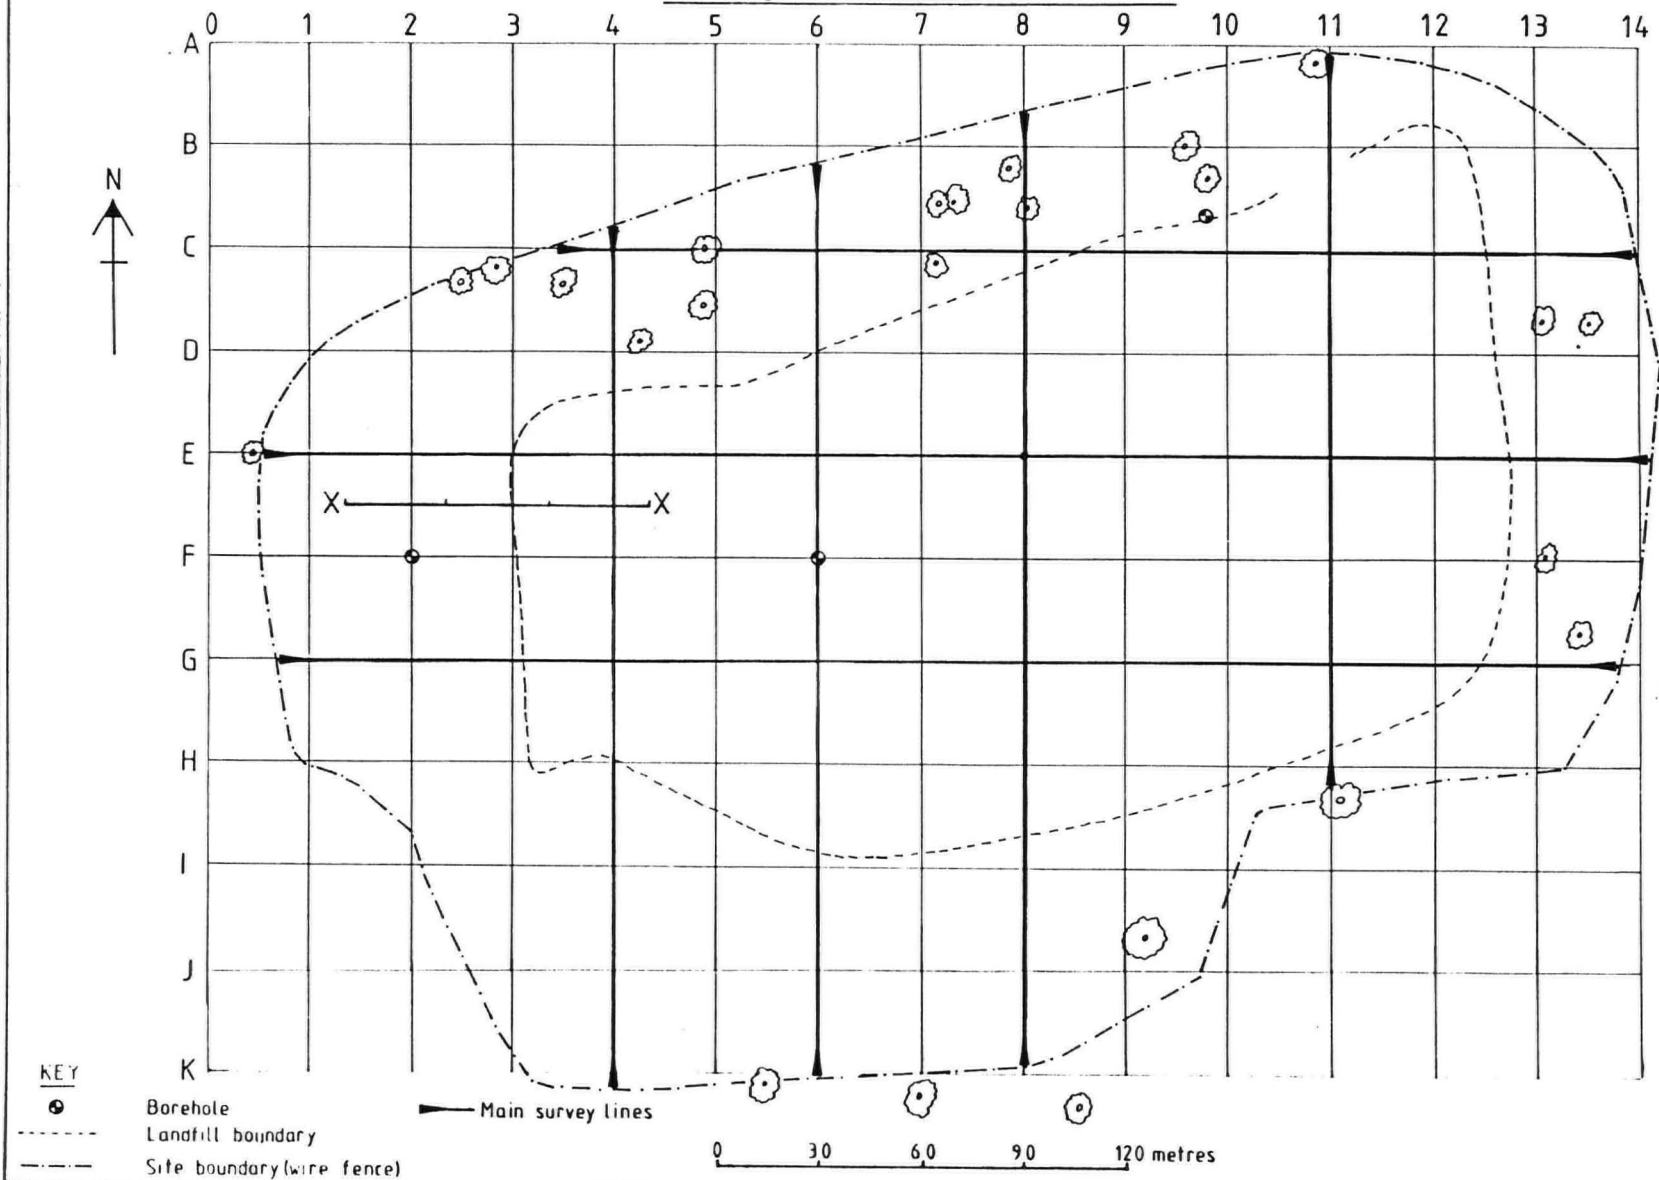 0 1 2 3 4 5 6 7 8 9 10 11 12 13 14
A
B
N
C
D
E
X X
F
G
H
I
J
K
KEY
Borehole Main survey lines
Landfill boundary
Site boundary (wire fence)
0 30 60 90 120 metres